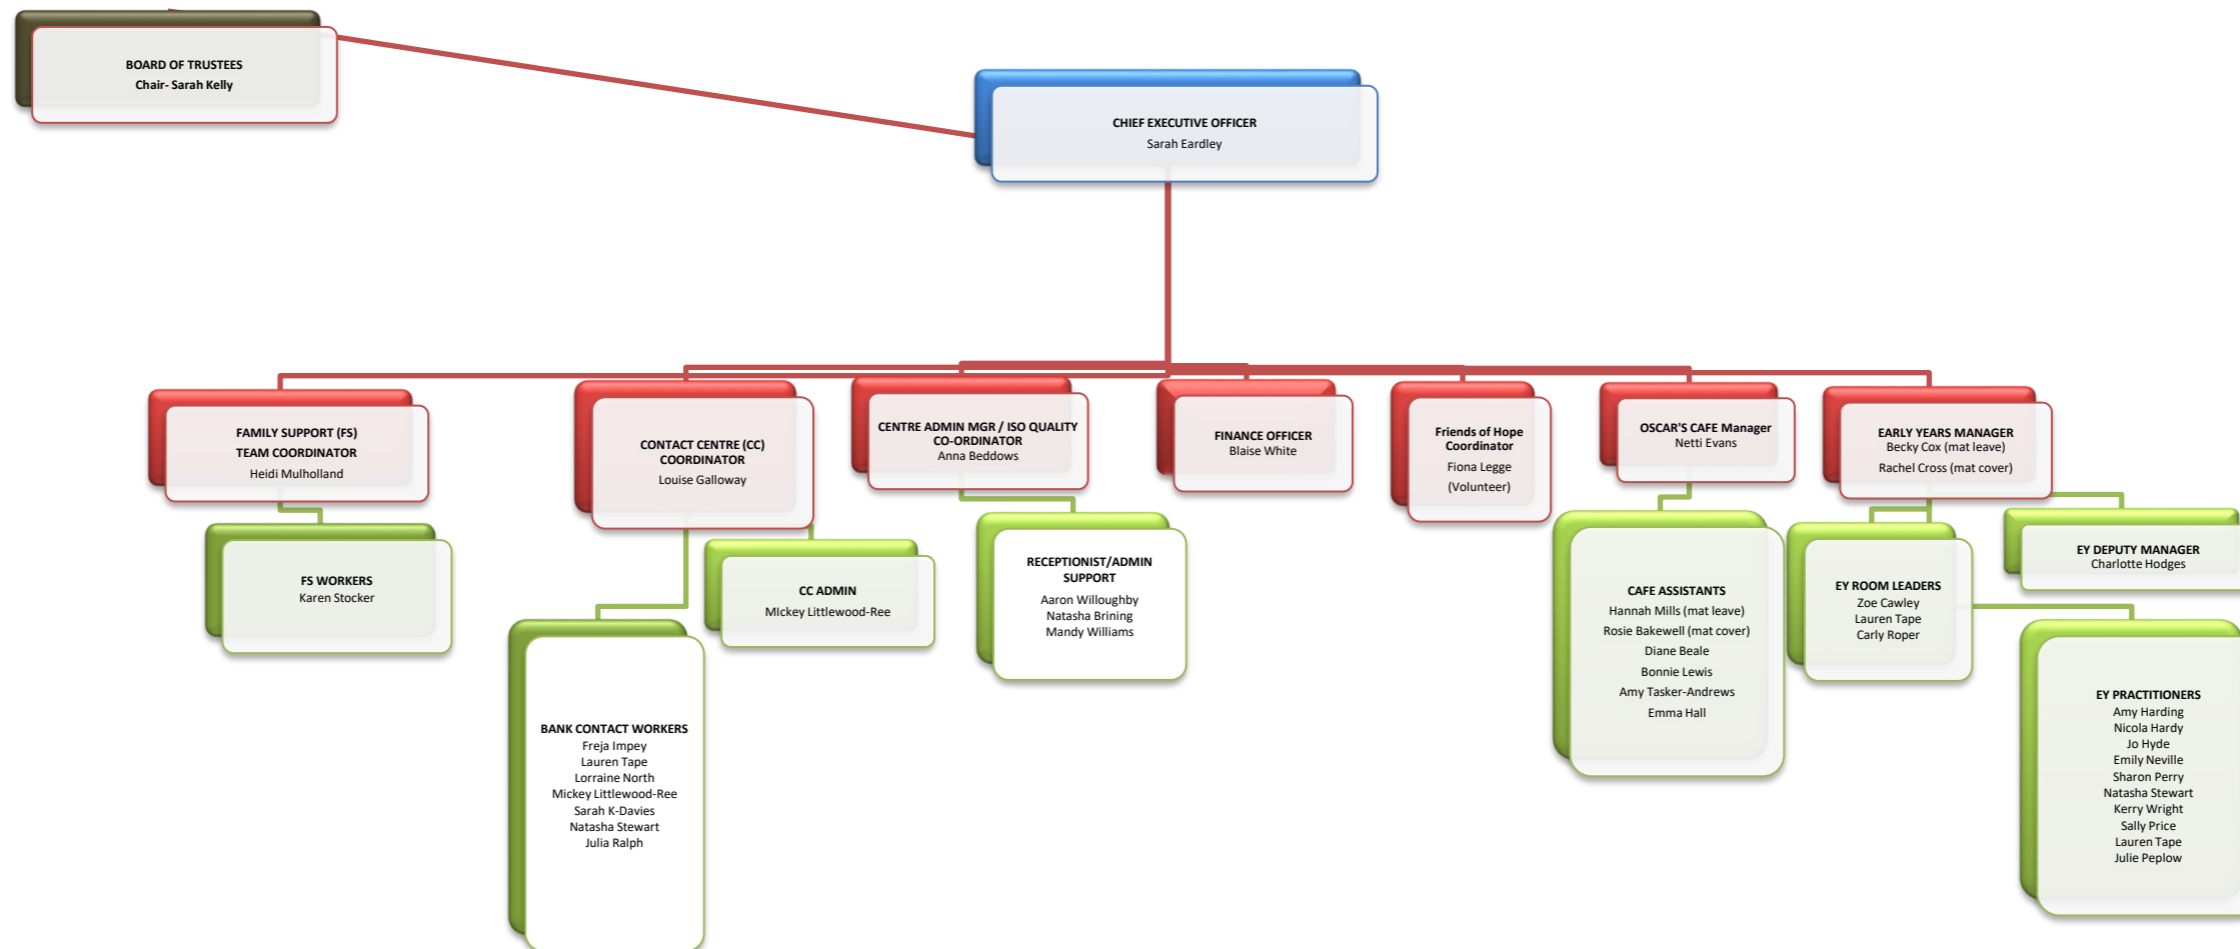 BOARD OF TRUSTEES
Chair- Sarah Kelly
CHIEF EXECUTIVE OFFICER
Sarah Eardley
FAMILY SUPPORT (FS)
TEAM COORDINATOR
Heidi Mulholland
CONTACT CENTRE (CC)
COORDINATOR
Louise Galloway
CENTRE ADMIN MGR / ISO QUALITY
CO-ORDINATOR
Anna Beddows
FINANCE OFFICER
Blaise White
Friends of Hope
Coordinator
Fiona Legge
(Volunteer)
OSCAR'S CAFE Manager
Netti Evans
EARLY YEARS MANAGER
Becky Cox (mat leave)
Rachel Cross (mat cover)
FS WORKERS
Karen Stocker
BANK CONTACT WORKERS
Freja Impey
Lauren Tape
Lorraine North
Mickey Littlewood-Ree
Sarah K-Davies
Natasha Stewart
Julia Ralph
CC ADMIN
MIckey Littlewood-Ree
RECEPTIONIST/ADMIN
SUPPORT
Aaron Willoughby
Natasha Brining
Mandy Williams
CAFE ASSISTANTS
Hannah Mills (mat leave)
Rosie Bakewell (mat cover)
Diane Beale
Bonnie Lewis
Amy Tasker-Andrews
Emma Hall
EY ROOM LEADERS
Zoe Cawley
Lauren Tape
Carly Roper
EY DEPUTY MANAGER
Charlotte Hodges
EY PRACTITIONERS
Amy Harding
Nicola Hardy
Jo Hyde
Emily Neville
Sharon Perry
Natasha Stewart
Kerry Wright
Sally Price
Lauren Tape
Julie Peplow